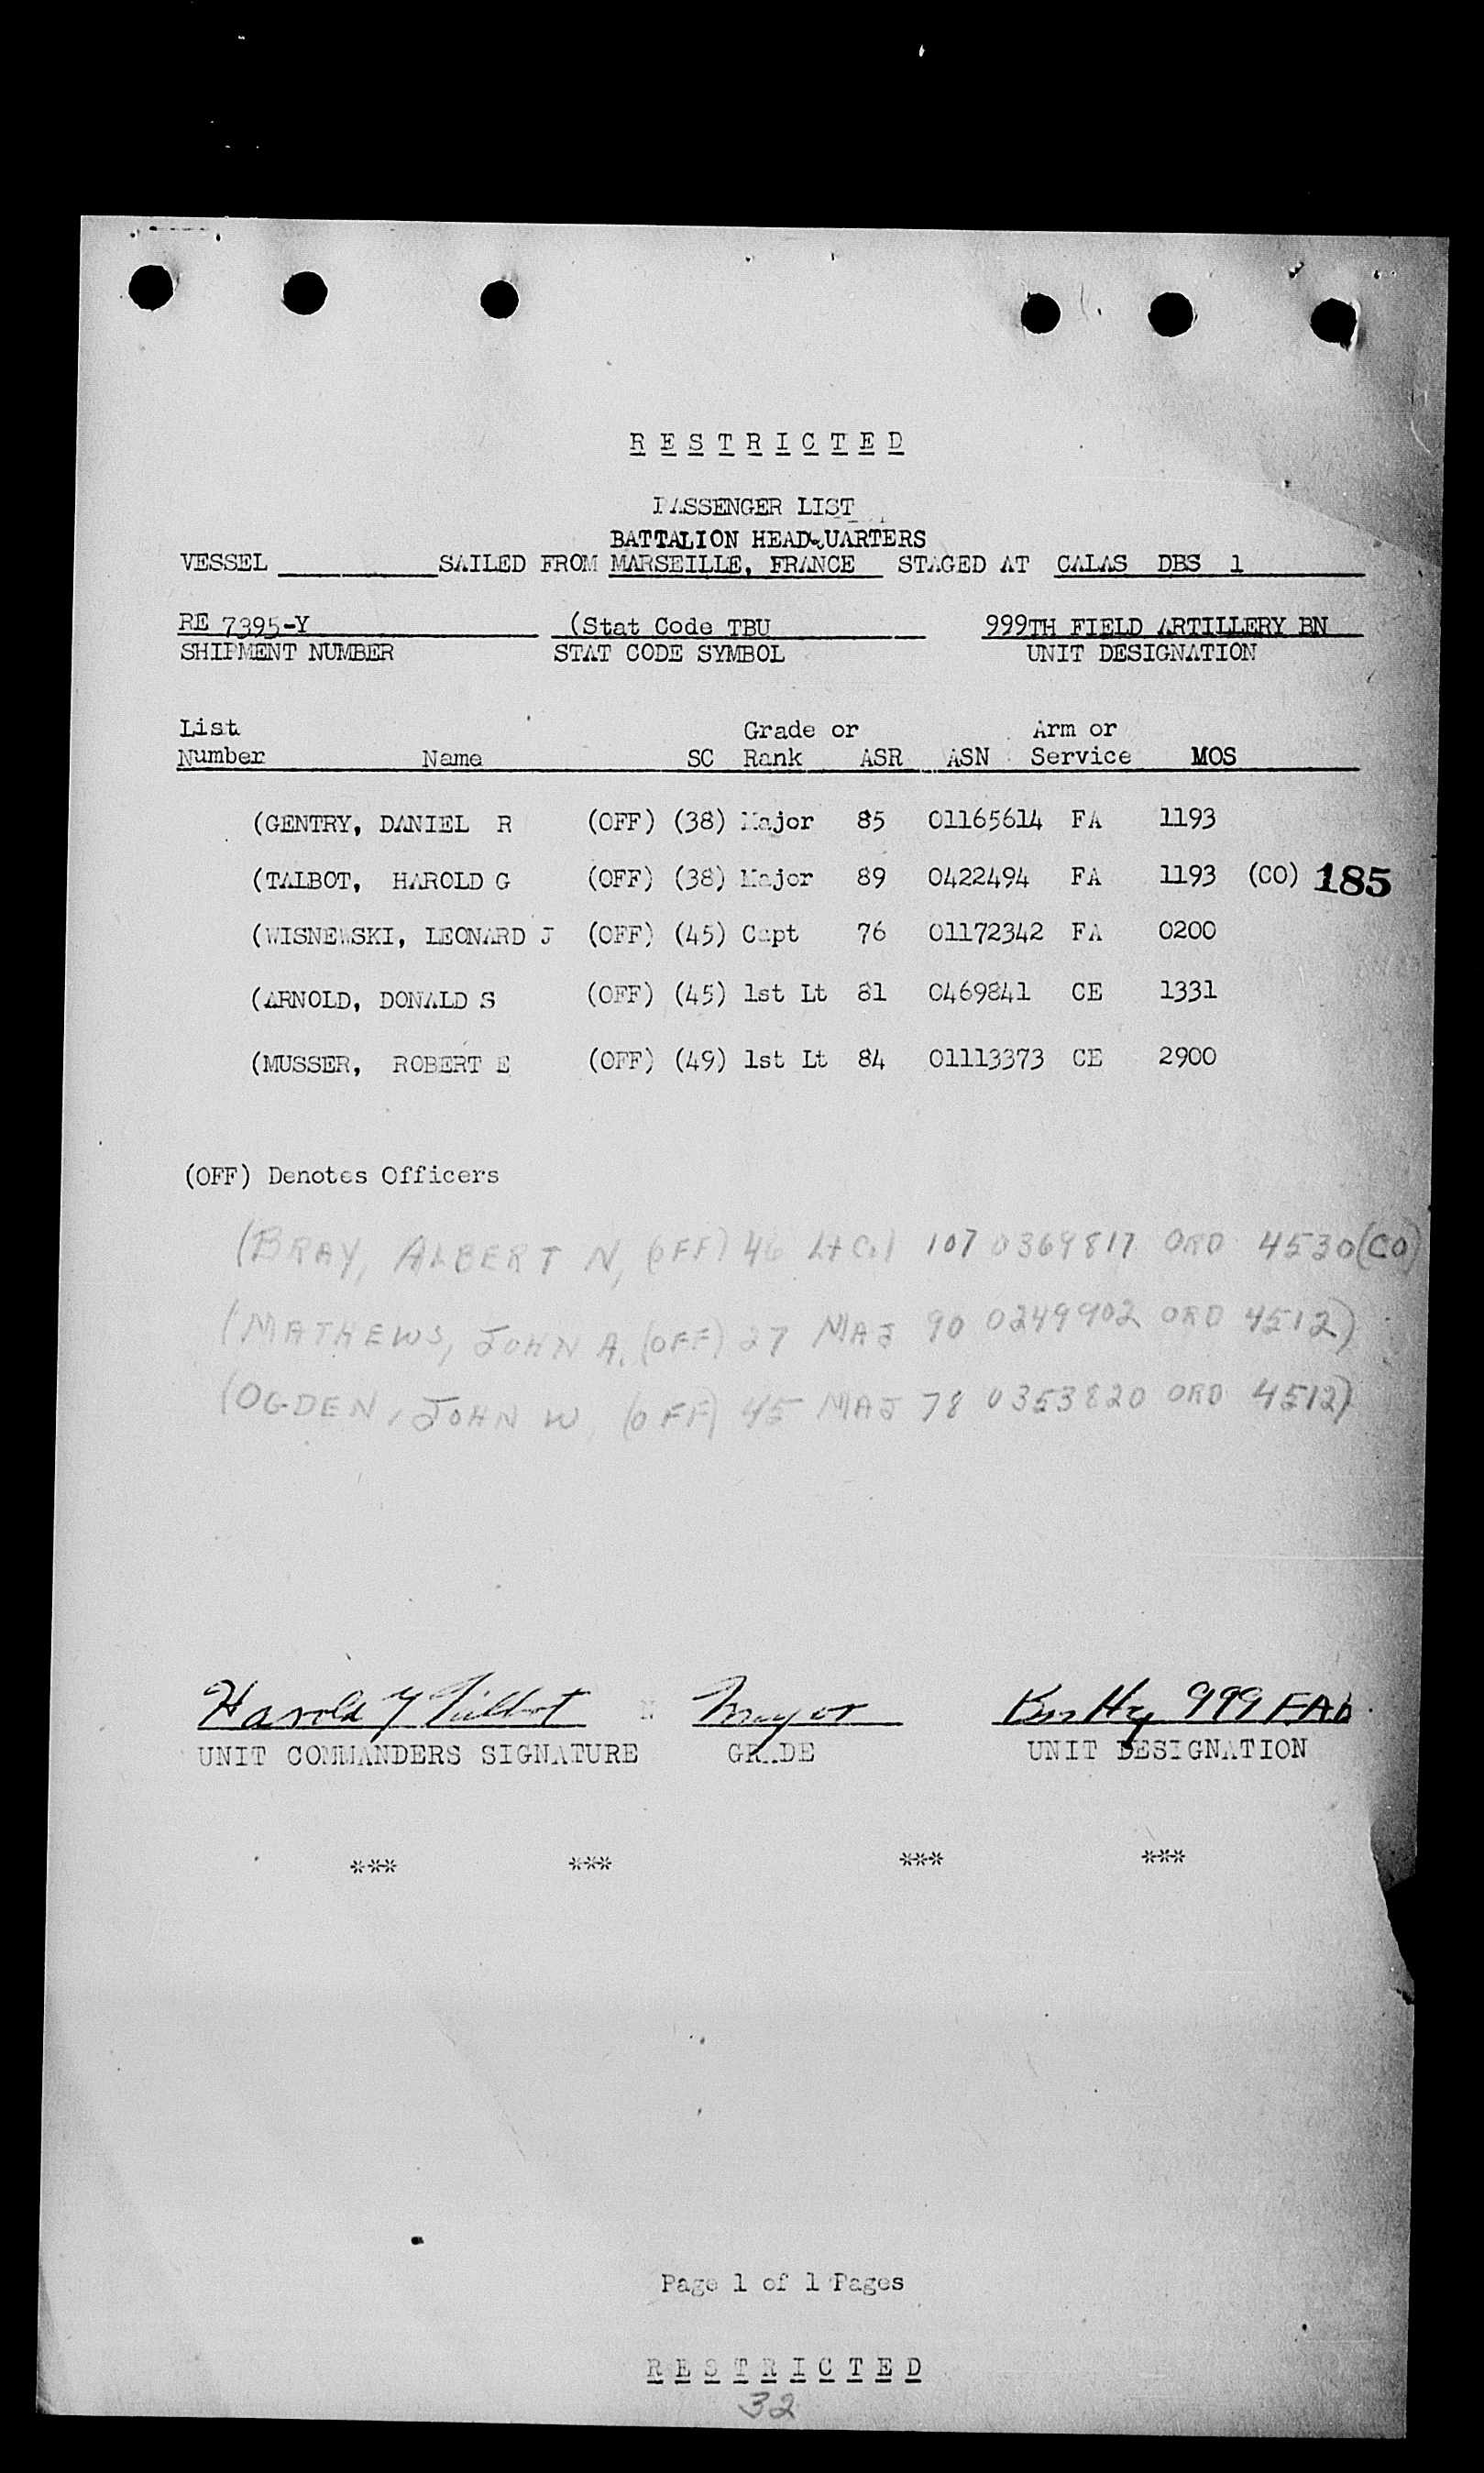 RESTRICTED
PASSENGER LIST
BATTALION HEADQUARTERS
VESSEL ____________ SAILED FROM MARSEILLE, FRANCE STAGED AT CALAS DBS 1
RE 7395-Y (Stat Code TBU 999TH FIELD ARTILLERY BN
SHIPMENT NUMBER STAT CODE SYMBOL UNIT DESIGNATION
List Grade or Arm or
Number Name SC Rank ASR ASN Service MOS
(GENTRY, DANIEL R (OFF) (38) Major 85 01165614 FA 1193
(TALBOT, HAROLD G (OFF) (38) Major 89 0422494 FA 1193 (CO) 185
(WISNEWSKI, LEONARD J (OFF) (45) Capt 76 01172342 FA 0200
(ARNOLD, DONALD S (OFF) (45) 1st Lt 81 0469841 CE 1331
(MUSSER, ROBERT E (OFF) (49) 1st Lt 84 01113373 CE 2900
(OFF) Denotes Officers
(BRAY, ALBERT N, (OFF) 46 Lt Col 107 0369817 ORD 4530 (CO)
(MATHEWS, JOHN A. (OFF) 27 MAJ 90 0249902 ORD 4512)
(OGDEN, JOHN W, (OFF) 45 MAJ 78 0353820 ORD 4512)
Harold G Talbot Major Bn Hq 999 FAb
UNIT COMMANDERS SIGNATURE GRADE UNIT DESIGNATION
*** *** *** ***
Page 1 of 1 Pages
RESTRICTED
32